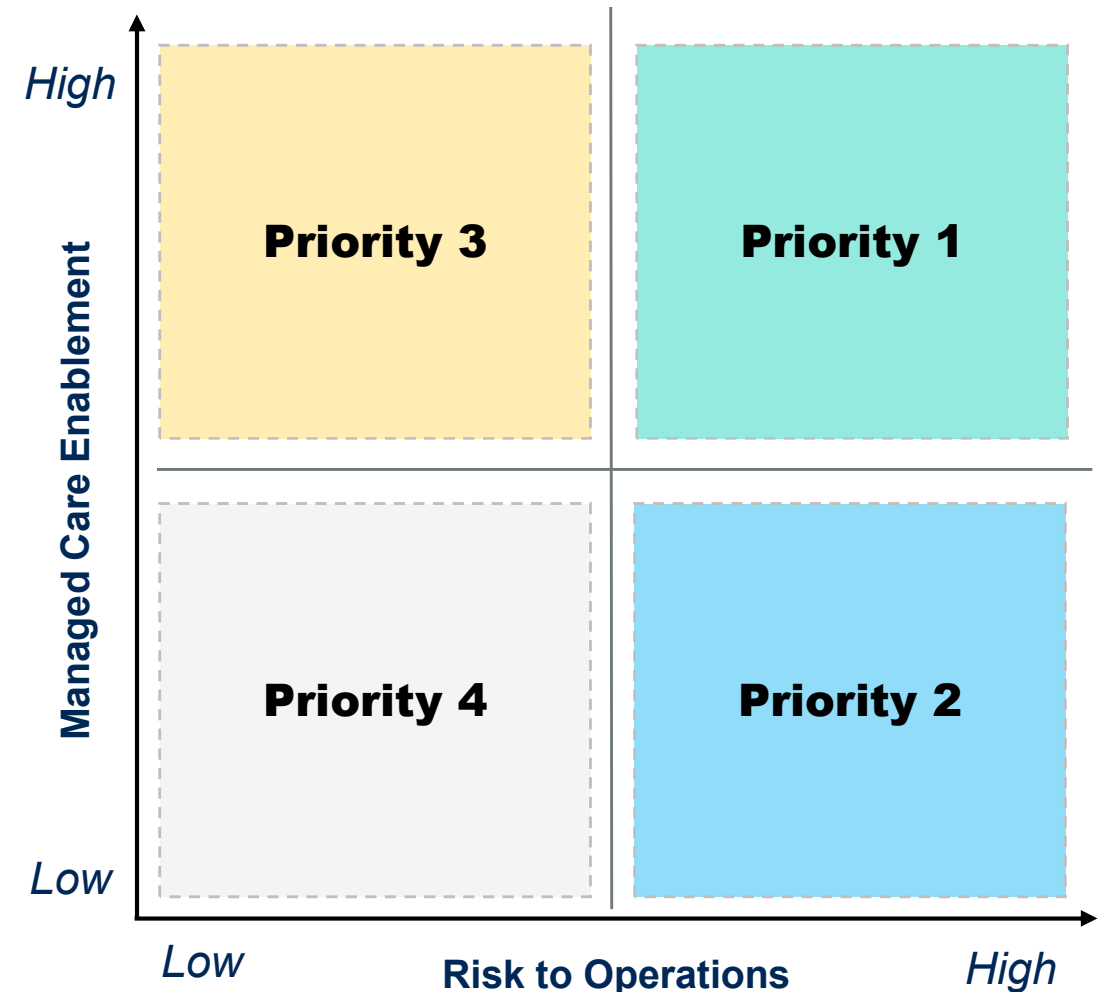 High
Priority 3
Priority 1
Managed Care Enablement
Priority 4
Priority 2
Low
Low
Risk to Operations
High